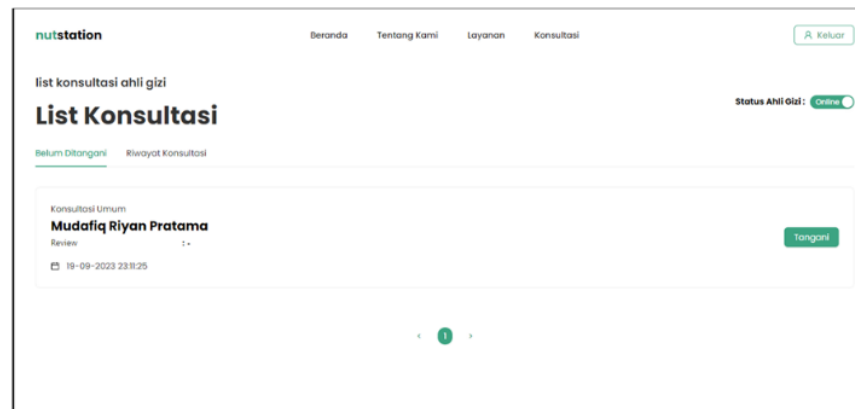 nutstation Beranda Tentang Kami Layanan Konsultasi Keluar
list konsultasi ahli gizi
List Konsultasi
Status Ahli Gizi : Online
Belum Ditangani Riwayat Konsultasi
Konsultasi Umum
Mudafiq Riyan Pratama
Review : -
Tangani
19-09-2023 23:11:25
< 1 >